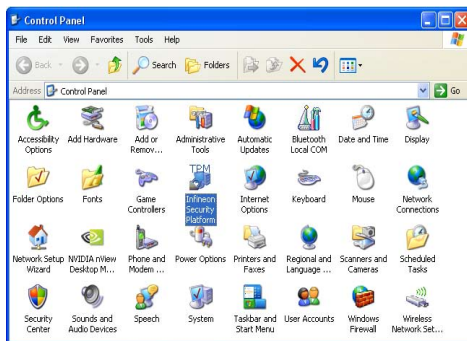 Control Panel
File Edit View Favorites Tools Help
Back Search Folders
Address Control Panel Go
Accessibility Options
Add Hardware
Add or Remov...
Administrative Tools
Automatic Updates
Bluetooth Local COM
Date and Time
Display
Folder Options
Fonts
Game Controllers
TPM
Infineon Security Platform
Internet Options
Keyboard
Mouse
Network Connections
Network Setup Wizard
NVIDIA nView Desktop M...
Phone and Modem ...
Power Options
Printers and Faxes
Regional and Language ...
Scanners and Cameras
Scheduled Tasks
Security Center
Sounds and Audio Devices
Speech
System
Taskbar and Start Menu
User Accounts
Windows Firewall
Wireless Network Set...